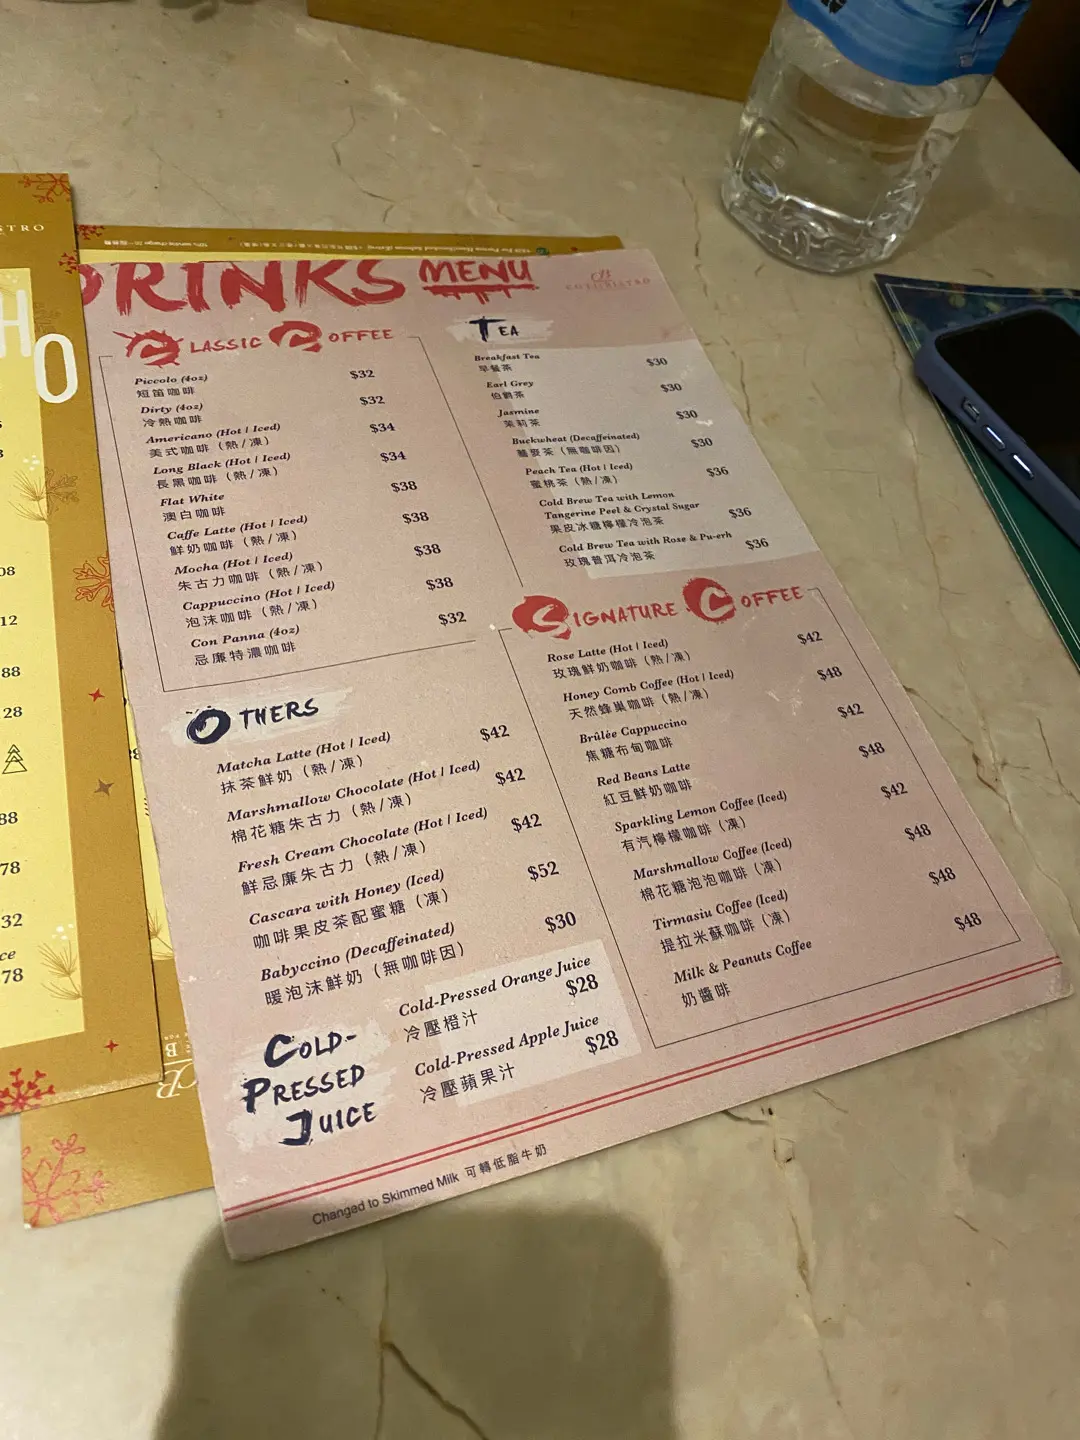 DRINKS MENU
COZIBISTRO
CLASSIC COFFEE
Piccolo (4oz) $32
短笛咖啡
Dirty (4oz) $32
冷熱咖啡
Americano (Hot | Iced) $34
美式咖啡（熱/凍）
Long Black (Hot | Iced) $34
長黑咖啡（熱/凍）
Flat White $38
澳白咖啡
Caffe Latte (Hot | Iced) $38
鮮奶咖啡（熱/凍）
Mocha (Hot | Iced) $38
朱古力咖啡（熱/凍）
Cappuccino (Hot | Iced) $38
泡沫咖啡（熱/凍）
Con Panna (4oz) $32
忌廉特濃咖啡
OTHERS
Matcha Latte (Hot | Iced) $42
抹茶鮮奶（熱/凍）
Marshmallow Chocolate (Hot | Iced) $42
棉花糖朱古力（熱/凍）
Fresh Cream Chocolate (Hot | Iced) $42
鮮忌廉朱古力（熱/凍）
Cascara with Honey (Iced) $52
咖啡果皮茶配蜜糖（凍）
Babyccino (Decaffeinated) $30
暖泡沫鮮奶（無咖啡因）
COLD-
PRESSED
JUICE
Cold-Pressed Orange Juice
$28
冷壓橙汁
Cold-Pressed Apple Juice
$28
冷壓蘋果汁
TEA
Breakfast Tea $30
早餐茶
Earl Grey $30
伯爵茶
Jasmine $30
茉莉茶
Buckwheat (Decaffeinated) $30
蕎麥茶（無咖啡因）
Peach Tea (Hot | Iced) $36
蜜桃茶（熱/凍）
Cold Brew Tea with Lemon
Tangerine Peel & Crystal Sugar $36
果皮冰糖檸檬冷泡茶
Cold Brew Tea with Rose & Pu-erh $36
玫瑰普洱冷泡茶
SIGNATURE COFFEE
Rose Latte (Hot | Iced) $42
玫瑰鮮奶咖啡（熱/凍）
Honey Comb Coffee (Hot | Iced) $48
天然蜂巢咖啡（熱/凍）
Brûlée Cappuccino $42
焦糖布甸咖啡
Red Beans Latte $48
紅豆鮮奶咖啡
Sparkling Lemon Coffee (Iced) $42
有汽檸檬咖啡（凍）
Marshmallow Coffee (Iced) $48
棉花糖泡泡咖啡（凍）
Tirmasiu Coffee (Iced) $48
提拉米蘇咖啡（凍）
Milk & Peanuts Coffee $48
奶醬啡
Changed to Skimmed Milk 可轉低脂牛奶
STRO
HO
08
12
88
28
88
78
32
ce
78